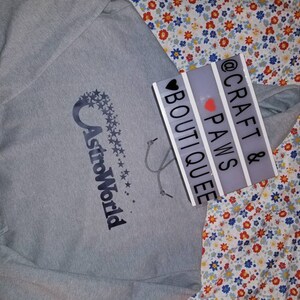 AstroWorld
@CRAFT &
♥PAWS
♥BOUTIQUEE